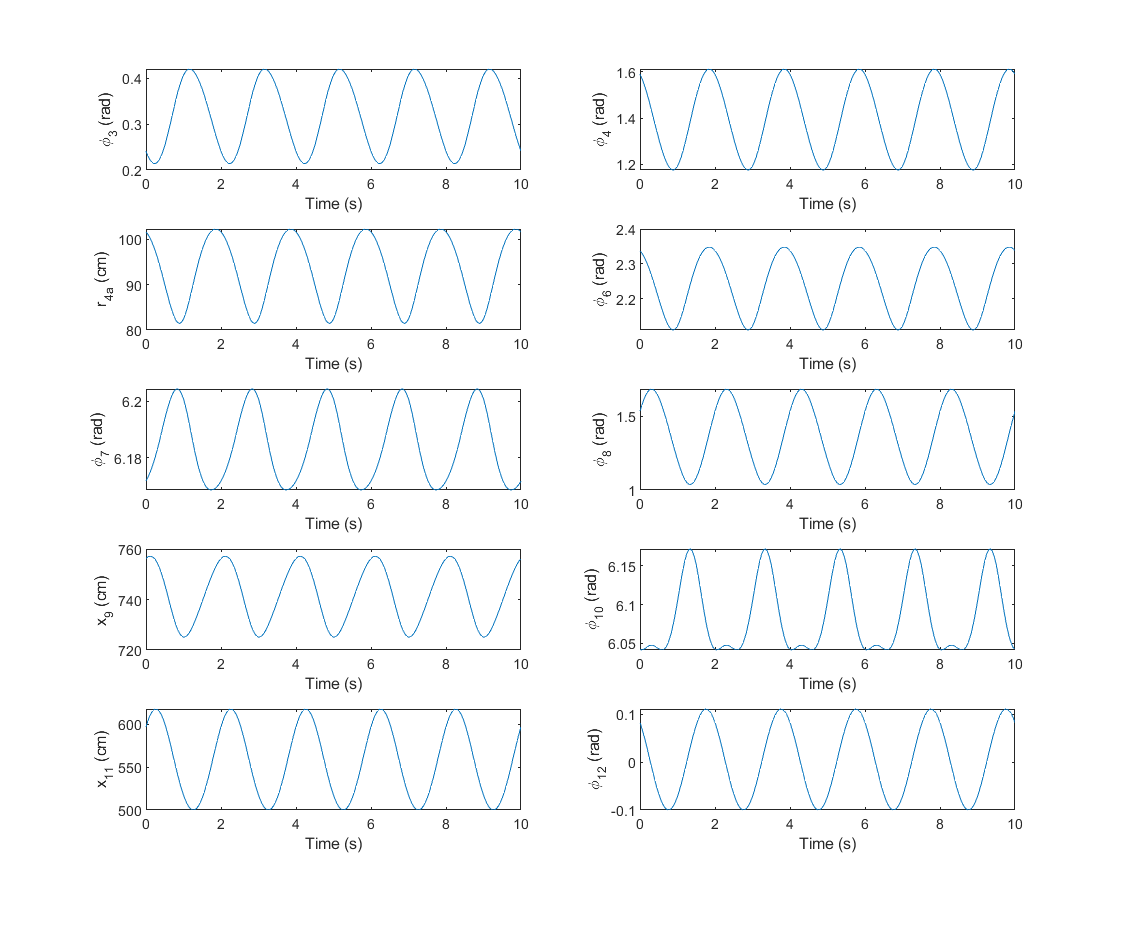 ϕ3 (rad)
0.4
0.3
0.2
0 2 4 6 8 10
Time (s)
ϕ4 (rad)
1.6
1.4
1.2
0 2 4 6 8 10
Time (s)
r4a (cm)
100
90
80
0 2 4 6 8 10
Time (s)
ϕ6 (rad)
2.4
2.3
2.2
0 2 4 6 8 10
Time (s)
ϕ7 (rad)
6.2
6.18
0 2 4 6 8 10
Time (s)
ϕ8 (rad)
1.5
1
0 2 4 6 8 10
Time (s)
x9 (cm)
760
740
720
0 2 4 6 8 10
Time (s)
ϕ10 (rad)
6.15
6.1
6.05
0 2 4 6 8 10
Time (s)
x11 (cm)
600
550
500
0 2 4 6 8 10
Time (s)
ϕ12 (rad)
0.1
0
-0.1
0 2 4 6 8 10
Time (s)